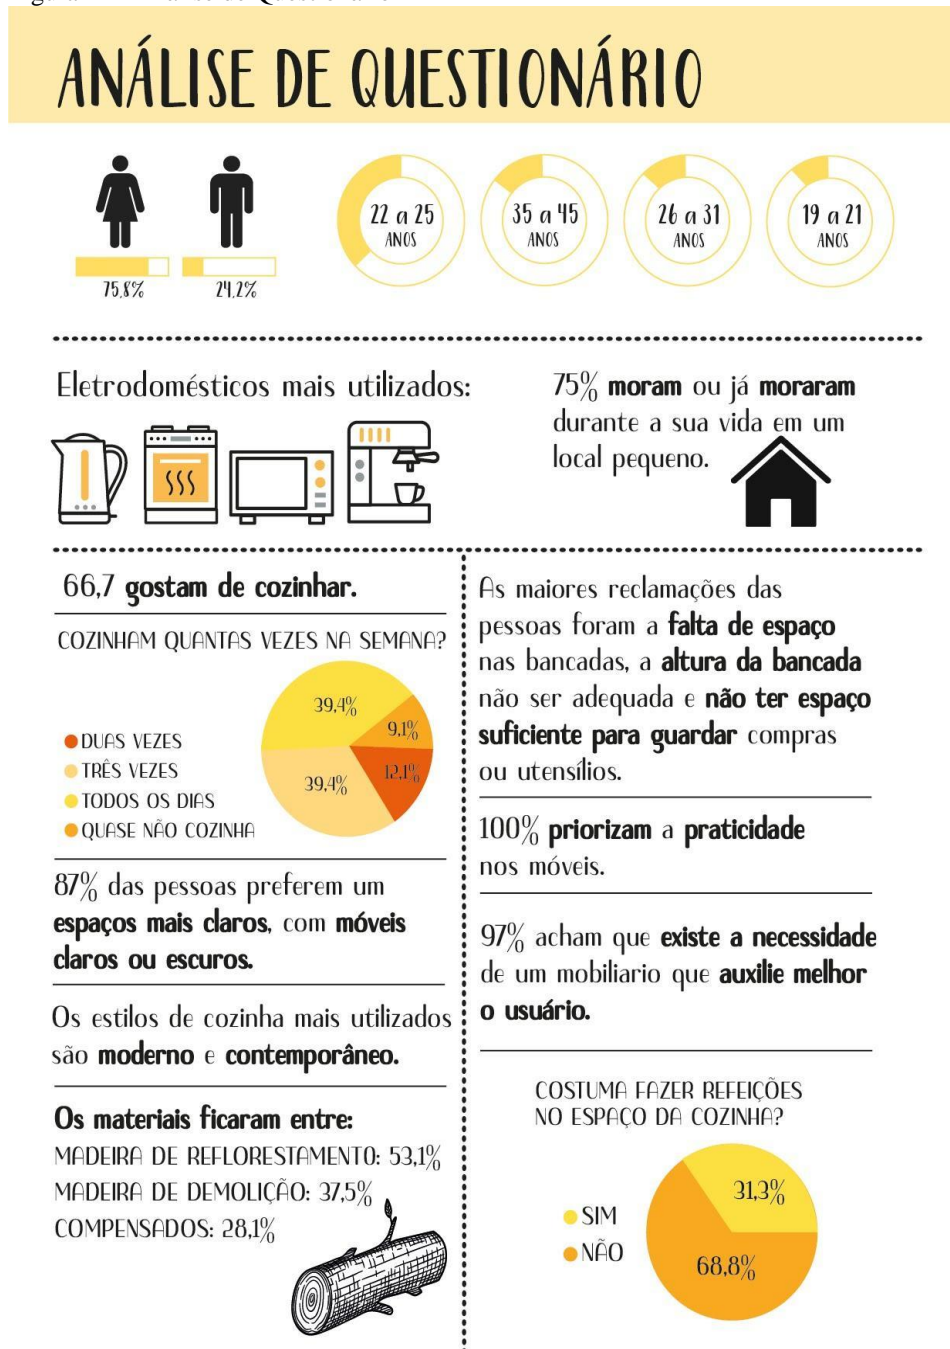 ANÁLISE DE QUESTIONÁRIO
75,8%
24,2%
22 a 25
ANOS
35 a 45
ANOS
26 a 31
ANOS
19 a 21
ANOS
Eletrodomésticos mais utilizados:
75% moram ou já moraram
durante a sua vida em um
local pequeno.
66,7 gostam de cozinhar.
COZINHAM QUANTAS VEZES NA SEMANA?
39,4%
9,1%
12,1%
39,4%
DUAS VEZES
TRÊS VEZES
TODOS OS DIAS
QUASE NÃO COZINHA
87% das pessoas preferem um
espaços mais claros, com móveis
claros ou escuros.
Os estilos de cozinha mais utilizados
são moderno e contemporâneo.
Os materiais ficaram entre:
MADEIRA DE REFLORESTAMENTO: 53,1%
MADEIRA DE DEMOLIÇÃO: 37,5%
COMPENSADOS: 28,1%
As maiores reclamações das
pessoas foram a falta de espaço
nas bancadas, a altura da bancada
não ser adequada e não ter espaço
suficiente para guardar compras
ou utensílios.
100% priorizam a praticidade
nos móveis.
97% acham que existe a necessidade
de um mobiliario que auxilie melhor
o usuário.
COSTUMA FAZER REFEIÇÕES
NO ESPAÇO DA COZINHA?
31,3%
SIM
NÃO
68,8%